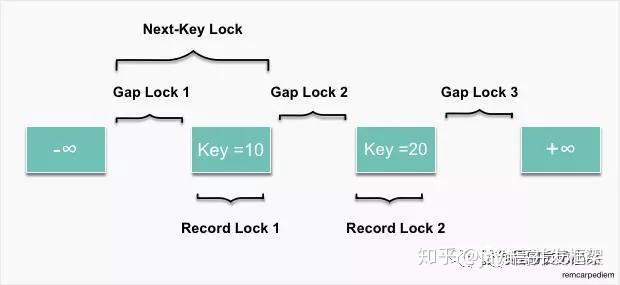 Next-Key Lock
Gap Lock 1
Gap Lock 2
Gap Lock 3
-∞
Key =10
Key =20
+∞
Record Lock 1
Record Lock 2
知乎
remcarpediem